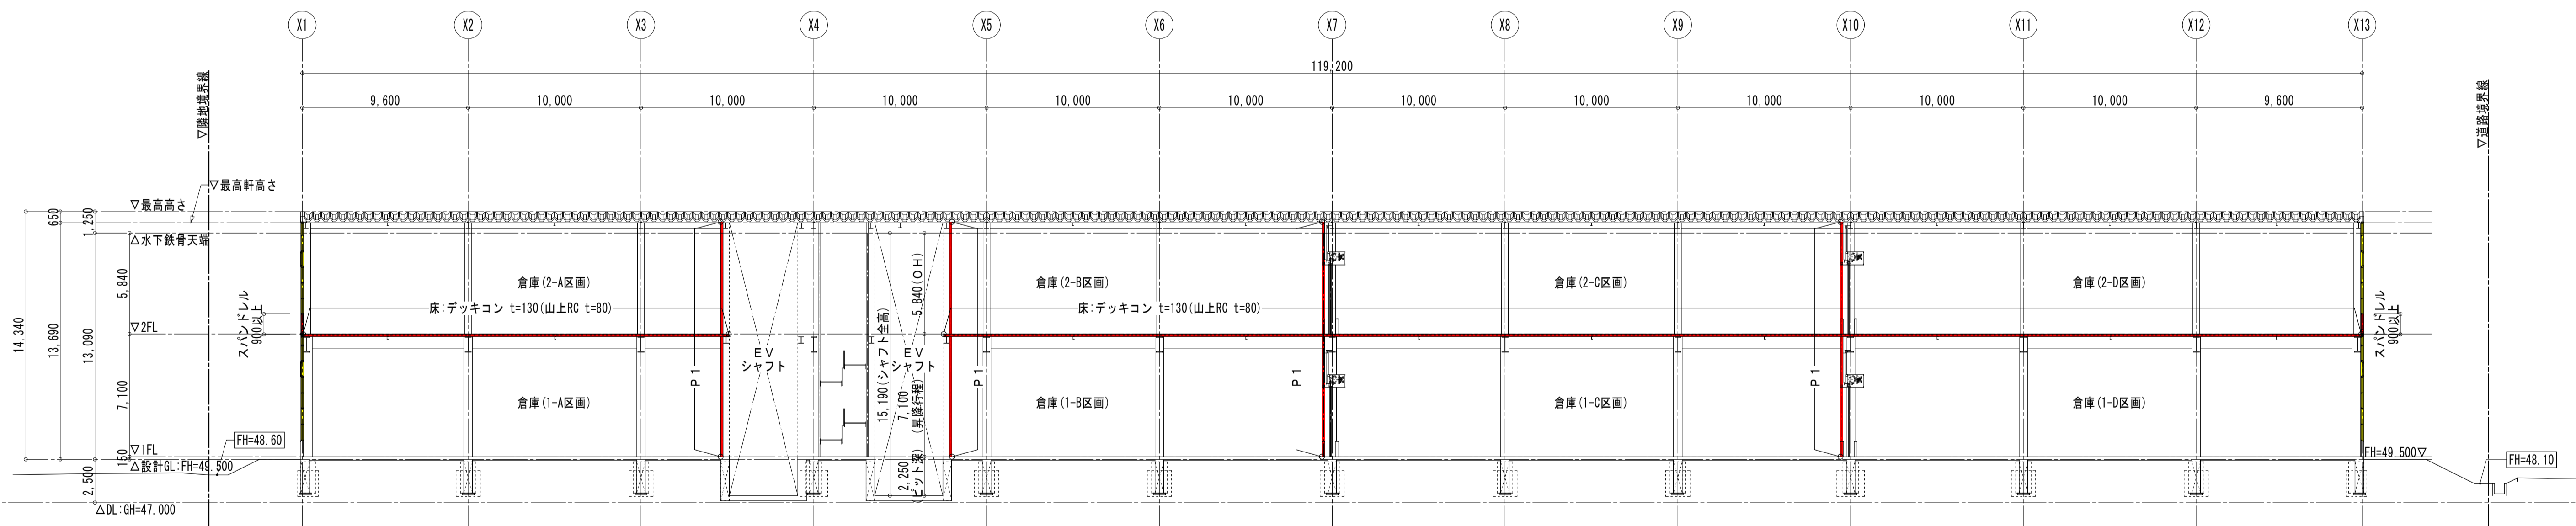 X1 X2 X3 X4 X5 X6 X7 X8 X9 X10 X11 X12 X13
119,200
9,600 10,000 10,000 10,000 10,000 10,000 10,000 10,000 10,000 10,000 10,000 9,600
▽隣地境界線
▽道路境界線
▽最高軒高さ
▽最高高さ
650
1,250
△水下鉄骨天端
5,840
14,340
13,690
13,090
▽2FL
7,100
▽1FL
150
△設計GL:FH=49.500
2,500
△DL:GH=47.000
FH=48.60
スパンドレル
900以上
倉庫(2-A区画)
床:デッキコン t=130(山上RC t=80)
倉庫(1-A区画)
P1
EV
シャフト
15,190(シャフト全高)
5,840(OH)
7,100
(昇降行程)
2,250
(ピット深)
EV
シャフト
P1
倉庫(2-B区画)
床:デッキコン t=130(山上RC t=80)
倉庫(1-B区画)
P1
倉庫(2-C区画)
倉庫(1-C区画)
P1
倉庫(2-D区画)
倉庫(1-D区画)
スパンドレル
900以上
FH=49.500▽
FH=48.10